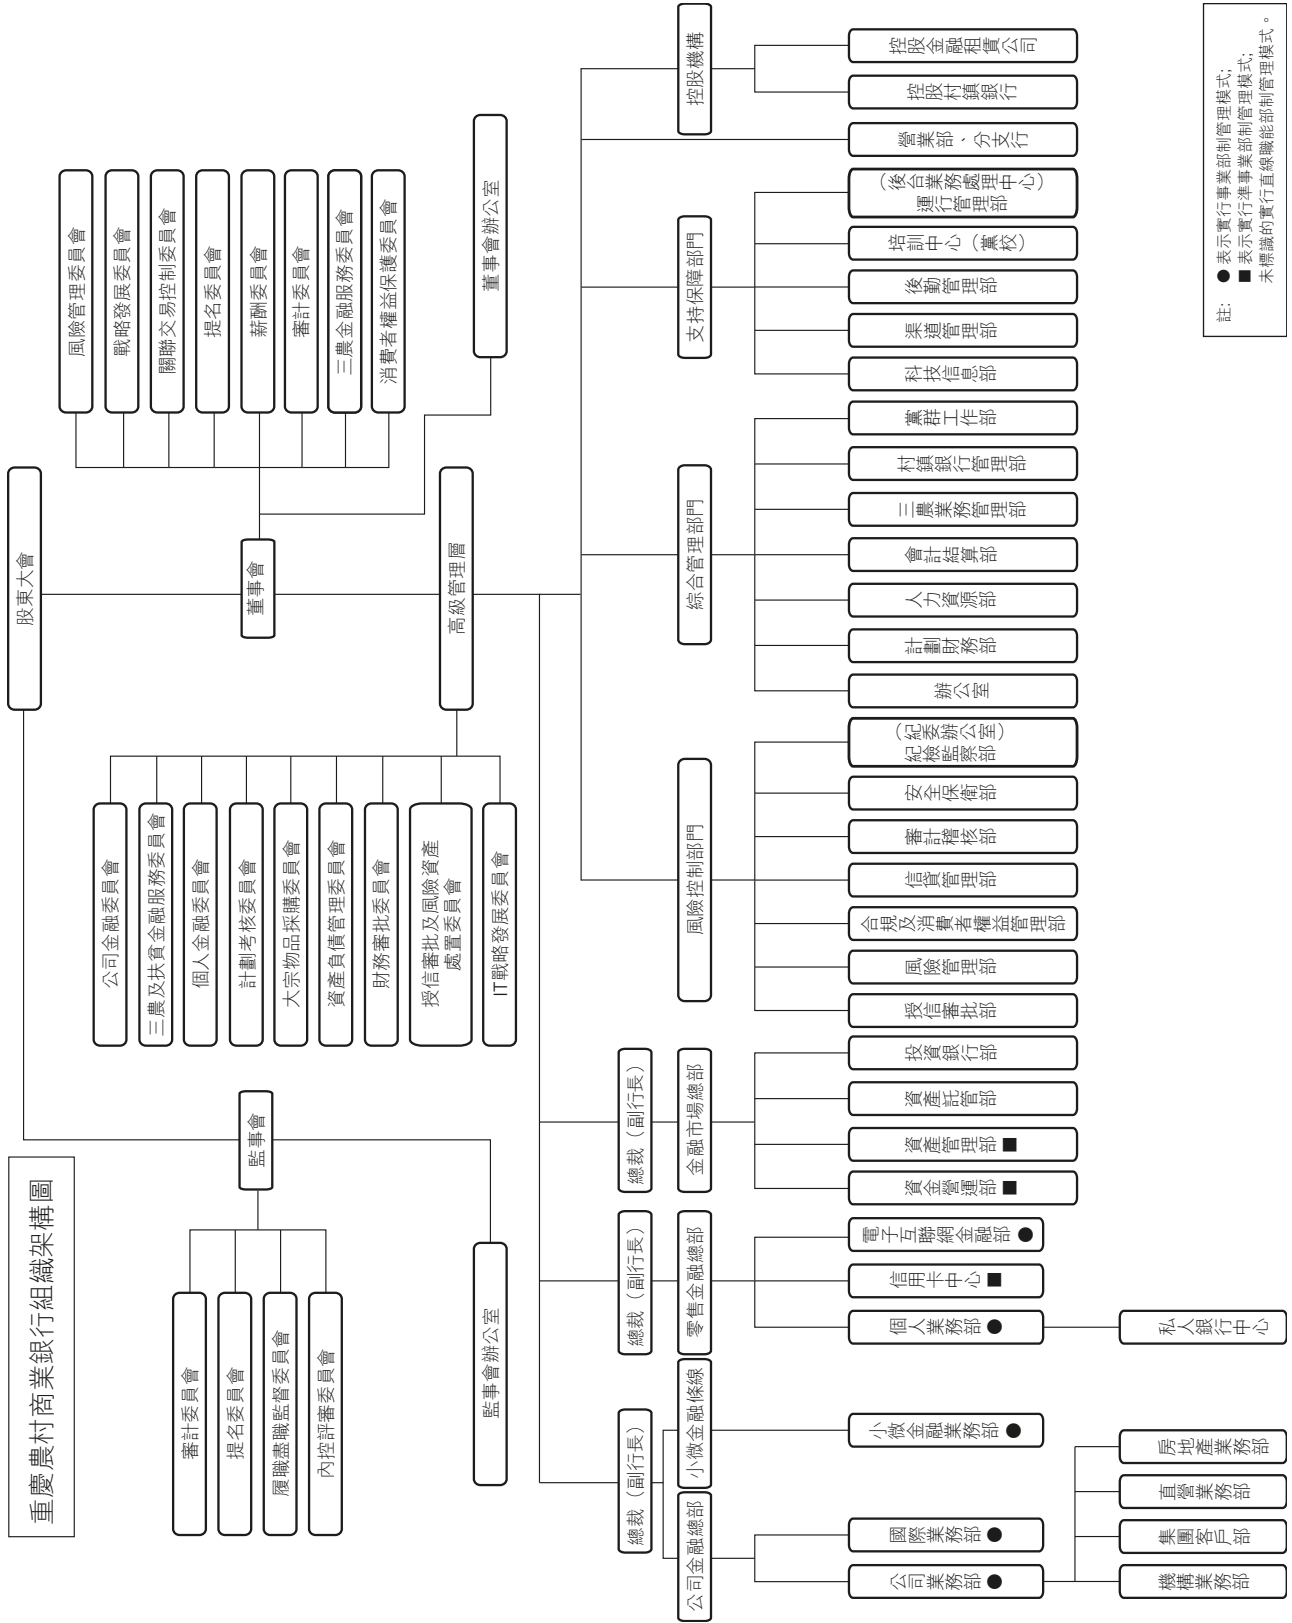 重慶農村商業銀行組織架構圖
股東大會
監事會
審計委員會
提名委員會
履職盡職監督委員會
內控評審委員會
監事會辦公室
董事會
風險管理委員會
戰略發展委員會
關聯交易控制委員會
提名委員會
薪酬委員會
審計委員會
三農金融服務委員會
消費者權益保護委員會
董事會辦公室
高級管理層
公司金融委員會
三農及扶貧金融服務委員會
個人金融委員會
計劃考核委員會
大宗物品採購委員會
資產負債管理委員會
財務審批委員會
授信審批及風險資產
處置委員會
IT戰略發展委員會
總裁（副行長）
總裁（副行長）
總裁（副行長）
公司金融總部
小微金融條線
零售金融總部
金融市場總部
風險控制部門
綜合管理部門
支持保障部門
控股機構
公司業務部 ●
國際業務部 ●
小微金融業務部 ●
個人業務部 ●
信用卡中心 ■
電子互聯網金融部 ●
資金營運部 ■
資產管理部 ■
資產託管部
投資銀行部
授信審批部
風險管理部
合規及消費者權益管理部
信貸管理部
審計稽核部
安全保衛部
紀檢監察部
（紀委辦公室）
辦公室
計劃財務部
人力資源部
會計結算部
三農業務管理部
村鎮銀行管理部
黨群工作部
科技信息部
渠道管理部
後勤管理部
培訓中心（黨校）
運行管理部
（後台業務處理中心）
營業部、分支行
控股村鎮銀行
控股金融租賃公司
機構業務部
集團客戶部
直營業務部
房地產業務部
私人銀行中心
註： ● 表示實行事業部制管理模式;
■ 表示實行準事業部制管理模式;
未標識的實行直線職能部制管理模式。